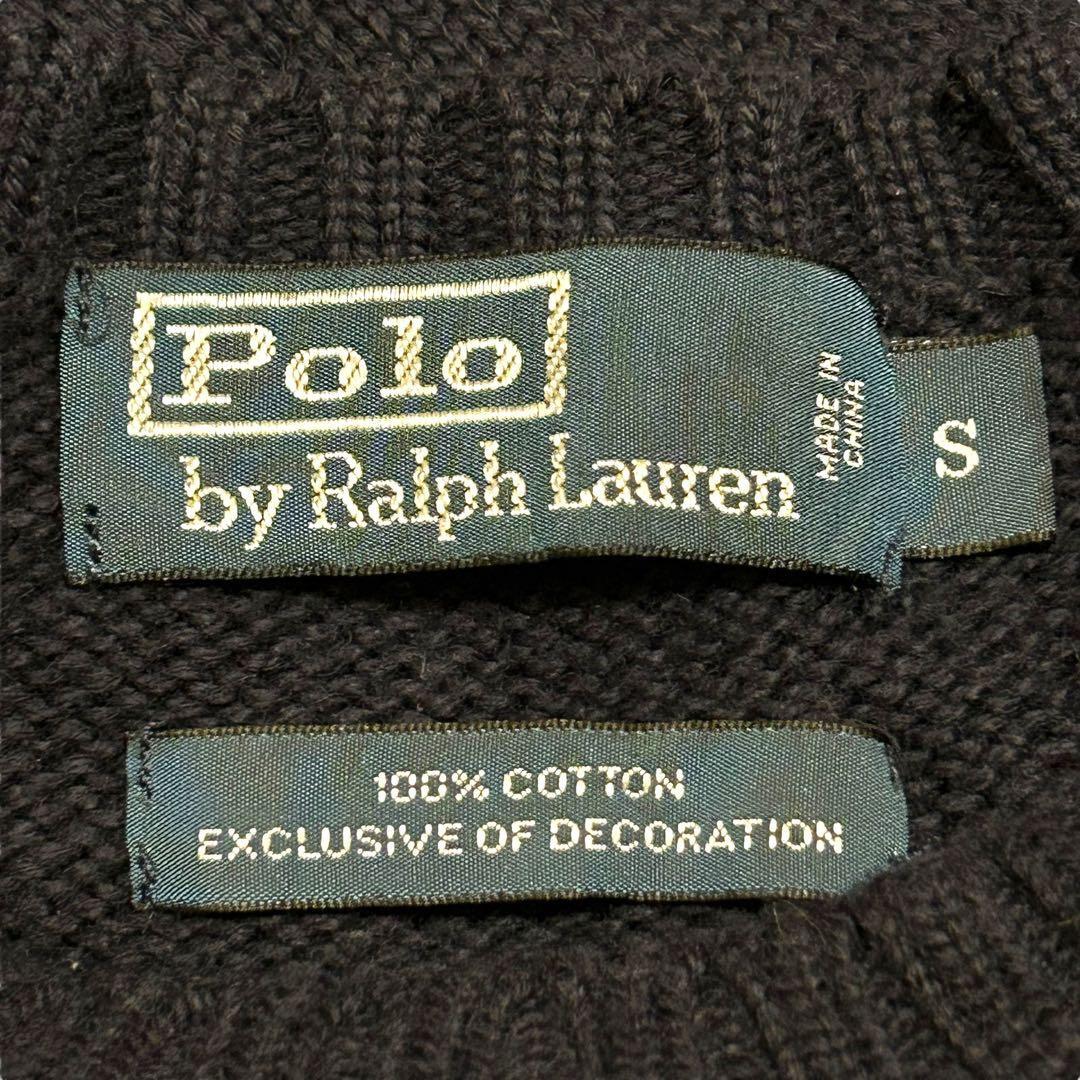 Polo
by Ralph Lauren
MADE IN
CHINA
S
100% COTTON
EXCLUSIVE OF DECORATION